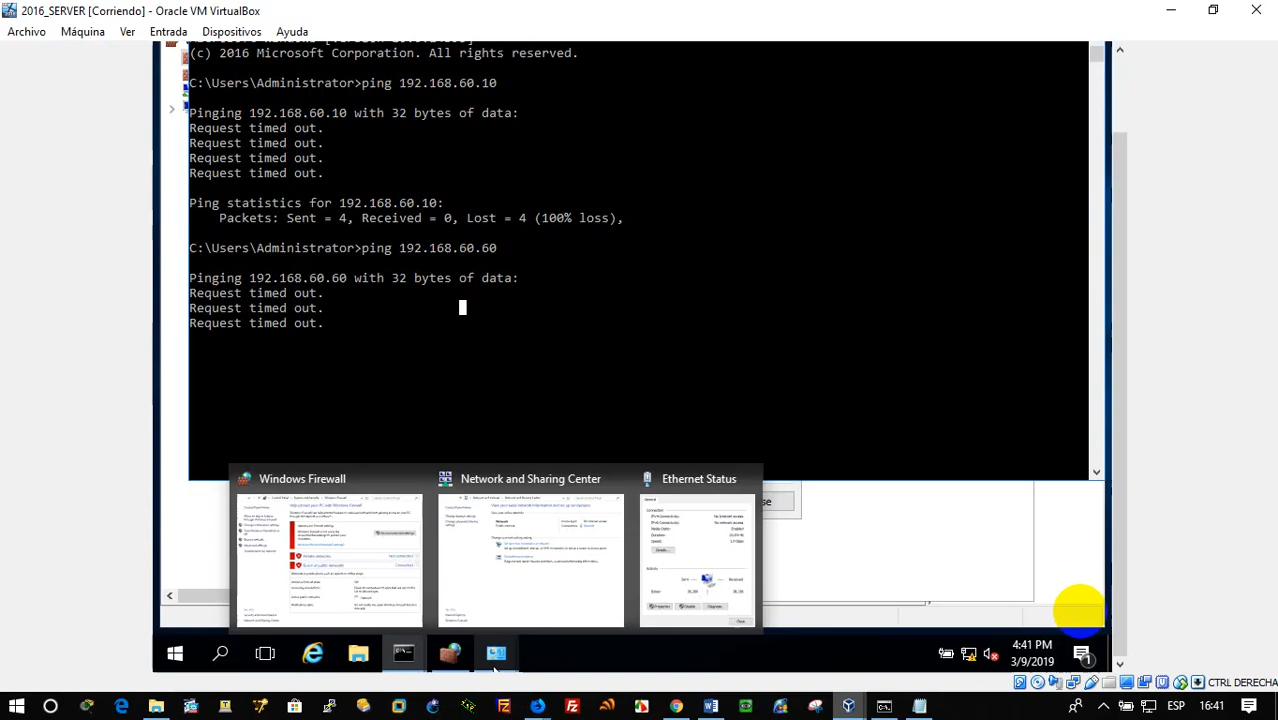 2016_SERVER [Corriendo] - Oracle VM VirtualBox
Archivo Máquina Ver Entrada Dispositivos Ayuda
(c) 2016 Microsoft Corporation. All rights reserved.
C:\Users\Administrator>ping 192.168.60.10
Pinging 192.168.60.10 with 32 bytes of data:
Request timed out.
Request timed out.
Request timed out.
Request timed out.
Ping statistics for 192.168.60.10:
Packets: Sent = 4, Received = 0, Lost = 4 (100% loss),
C:\Users\Administrator>ping 192.168.60.60
Pinging 192.168.60.60 with 32 bytes of data:
Request timed out.
Request timed out.
Request timed out.
Windows Firewall
Network and Sharing Center
Ethernet Status
4:41 PM
3/9/2019
1
CTRL DERECHA
ESP
16:41